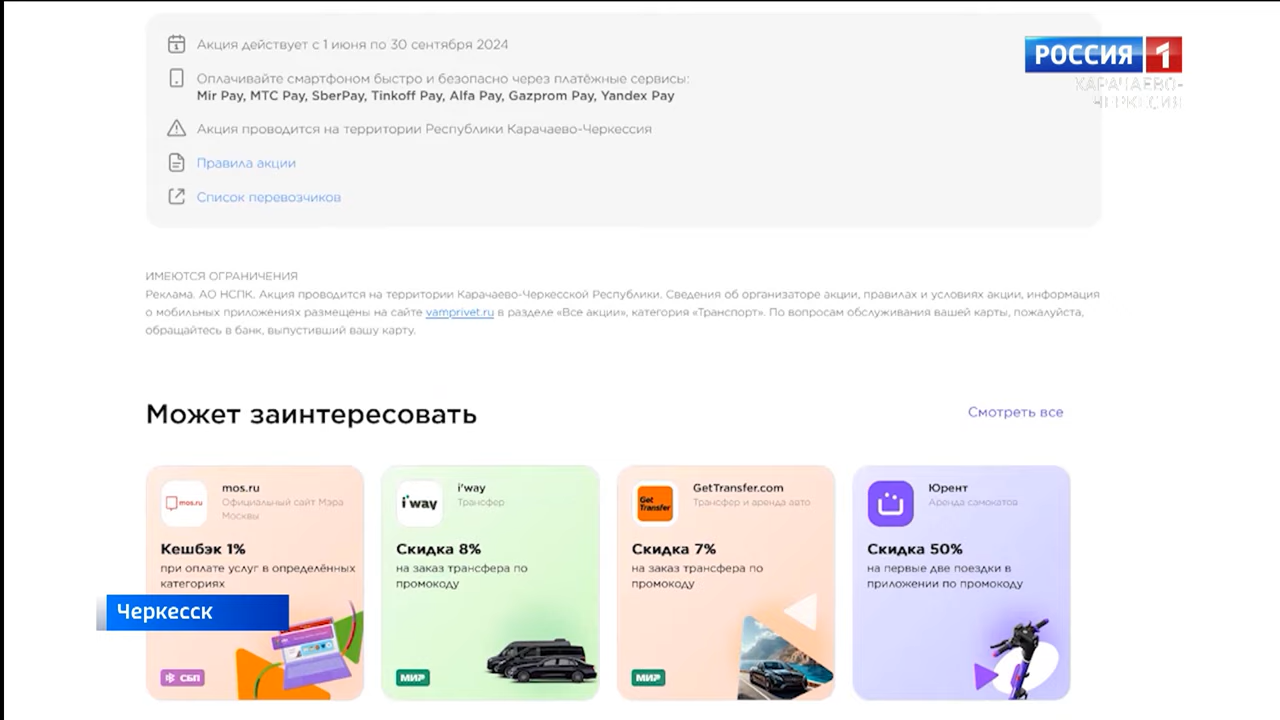 Акция действует с 1 июня по 30 сентября 2024
РОССИЯ 1
КАРАЧАЕВО-
ЧЕРКЕСИЯ
Оплачивайте смартфоном быстро и безопасно через платёжные сервисы:
Mir Pay, МТС Pay, SberPay, Tinkoff Pay, Alfa Pay, Gazprom Pay, Yandex Pay
Акция проводится на территории Республики Карачаево-Черкессия
Правила акции
Список перевозчиков
ИМЕЮТСЯ ОГРАНИЧЕНИЯ
Реклама. АО НСПК. Акция проводится на территории Карачаево-Черкесской Республики. Сведения об организаторе акции, правилах и условиях акции, информация
о мобильных приложениях размещены на сайте vamprivet.ru в разделе «Все акции», категория «Транспорт». По вопросам обслуживания вашей карты, пожалуйста,
обращайтесь в банк, выпустивший вашу карту.
Может заинтересовать
Смотреть все
mos.ru
mos.ru
Официальный сайт Мэра
Москвы
Кешбэк 1%
при оплате услуг в определённых
категориях
СБП
i'way
i'way
Трансфер
Скидка 8%
на заказ трансфера по
промокоду
МИР
Get
Transfer
GetTransfer.com
Трансфер и аренда авто
Скидка 7%
на заказ трансфера по
промокоду
МИР
Юрент
Аренда самокатов
Скидка 50%
на первые две поездки в
приложении по промокоду
Черкесск